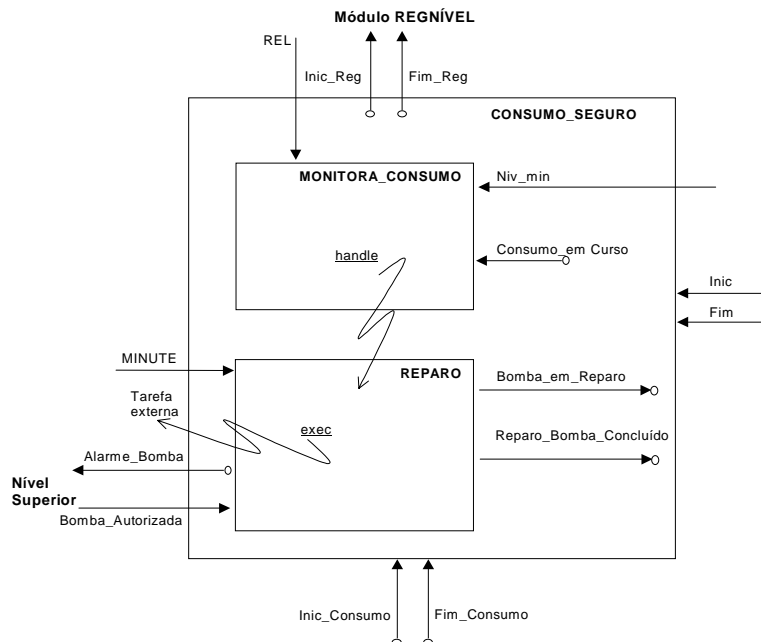 Módulo REGNÍVEL
REL
Inic_Reg
Fim_Reg
CONSUMO_SEGURO
MONITORA_CONSUMO
Niv_min
handle
Consumo_em Curso
Inic
Fim
MINUTE
REPARO
Bomba_em_Reparo
Tarefa
externa
exec
Reparo_Bomba_Concluído
Alarme_Bomba
Nível
Superior
Bomba_Autorizada
Inic_Consumo
Fim_Consumo